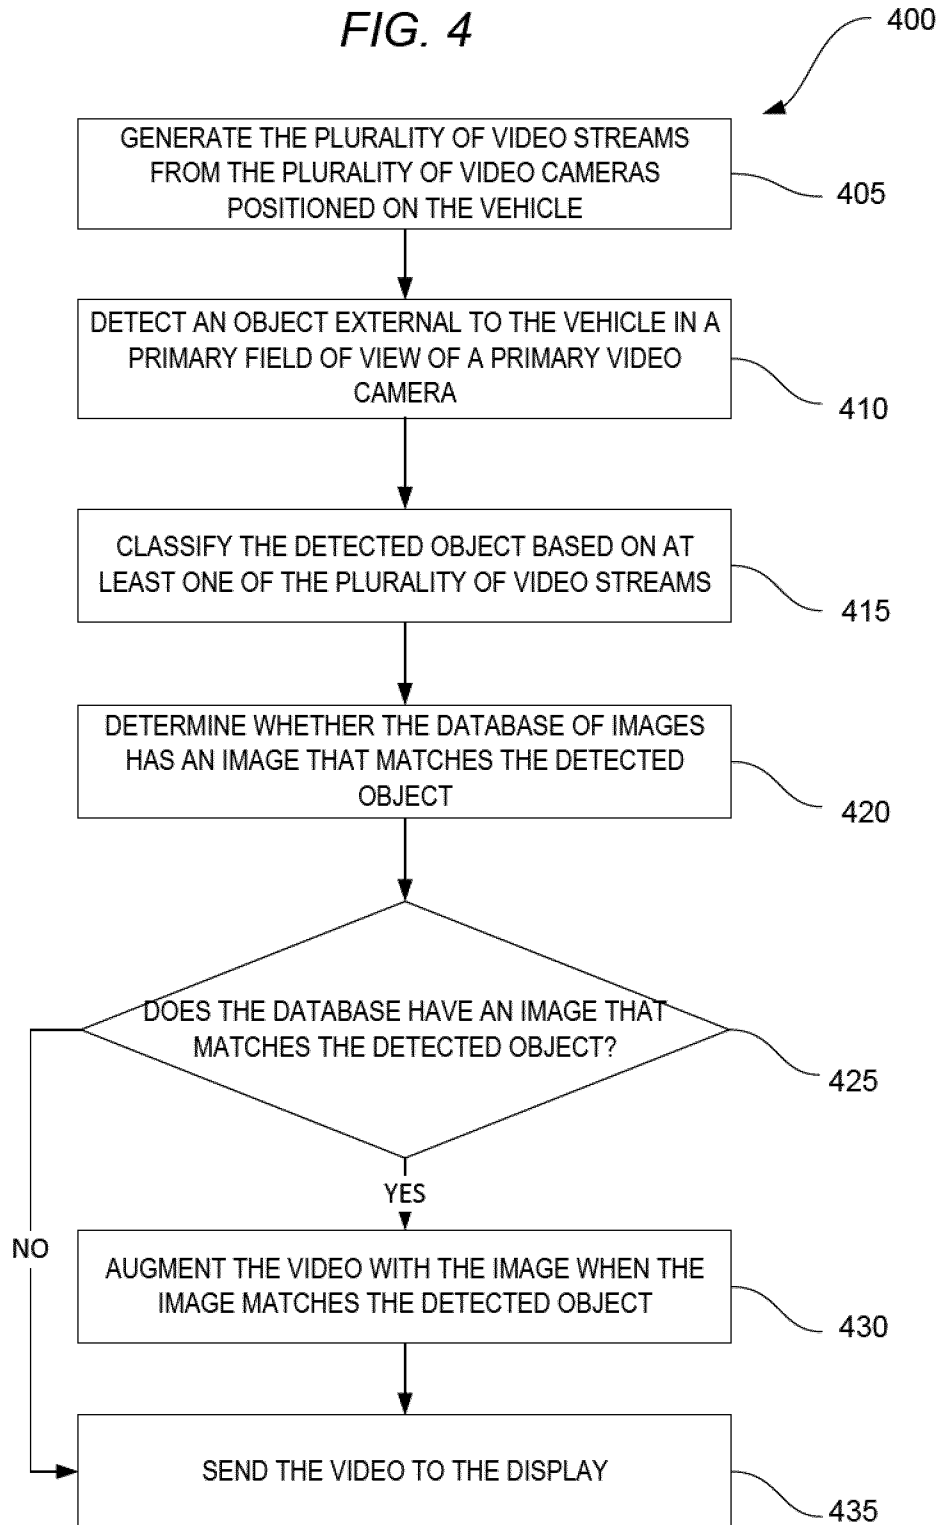 FIG. 4
400
GENERATE THE PLURALITY OF VIDEO STREAMS
FROM THE PLURALITY OF VIDEO CAMERAS
POSITIONED ON THE VEHICLE
405
DETECT AN OBJECT EXTERNAL TO THE VEHICLE IN A
PRIMARY FIELD OF VIEW OF A PRIMARY VIDEO
CAMERA
410
CLASSIFY THE DETECTED OBJECT BASED ON AT
LEAST ONE OF THE PLURALITY OF VIDEO STREAMS
415
DETERMINE WHETHER THE DATABASE OF IMAGES
HAS AN IMAGE THAT MATCHES THE DETECTED
OBJECT
420
DOES THE DATABASE HAVE AN IMAGE THAT
MATCHES THE DETECTED OBJECT?
425
YES
NO
AUGMENT THE VIDEO WITH THE IMAGE WHEN THE
IMAGE MATCHES THE DETECTED OBJECT
430
SEND THE VIDEO TO THE DISPLAY
435